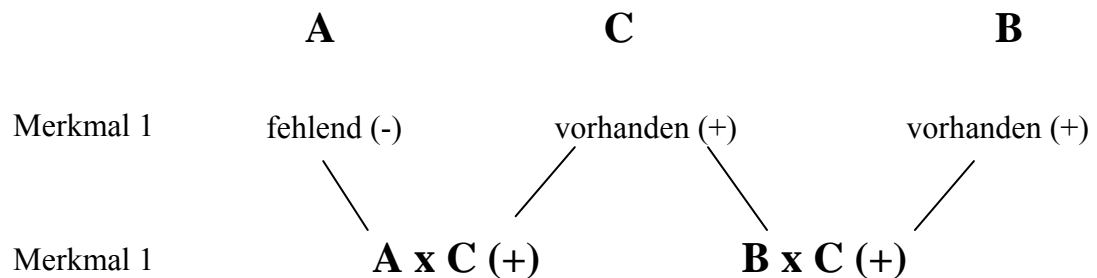 A C B
Merkmal 1 fehlend (-) vorhanden (+) vorhanden (+)
Merkmal 1 A x C (+) B x C (+)